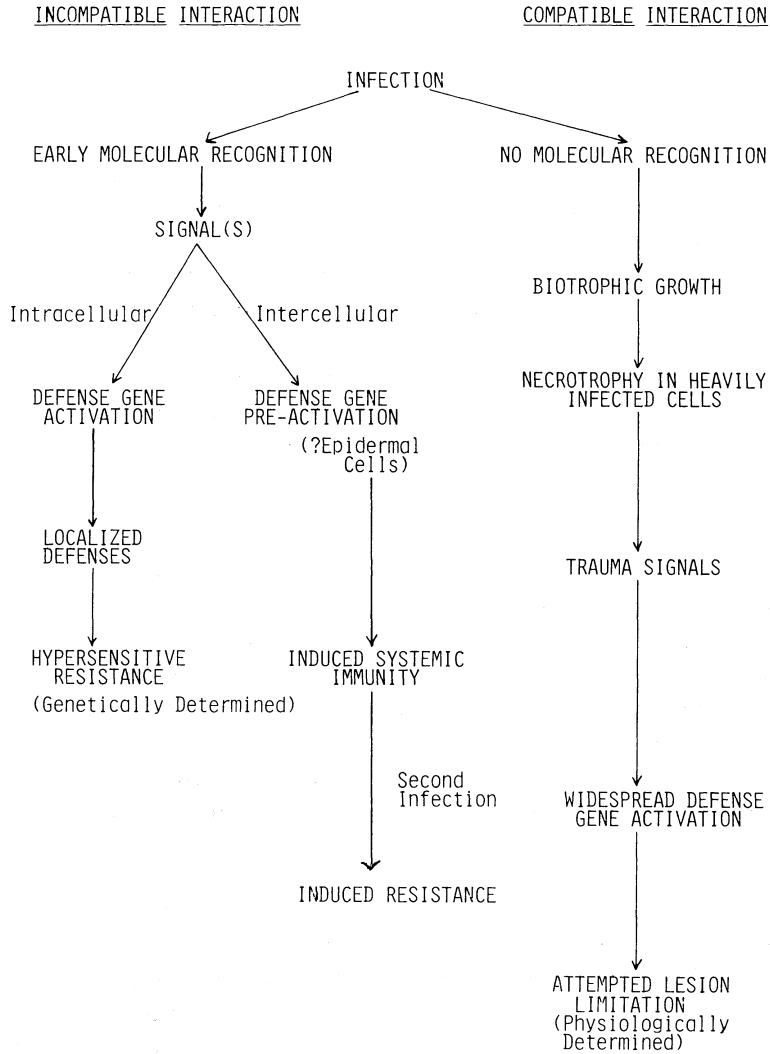 INCOMPATIBLE INTERACTION
COMPATIBLE INTERACTION
INFECTION
EARLY MOLECULAR RECOGNITION
SIGNAL(S)
Intracellular
Intercellular
DEFENSE GENE
ACTIVATION
DEFENSE GENE
PRE-ACTIVATION
(?Epidermal
Cells)
LOCALIZED
DEFENSES
HYPERSENSITIVE
RESISTANCE
(Genetically Determined)
INDUCED SYSTEMIC
IMMUNITY
Second
Infection
INDUCED RESISTANCE
NO MOLECULAR RECOGNITION
BIOTROPHIC GROWTH
NECROTROPHY IN HEAVILY
INFECTED CELLS
TRAUMA SIGNALS
WIDESPREAD DEFENSE
GENE ACTIVATION
ATTEMPTED LESION
LIMITATION
(Physiologically
Determined)